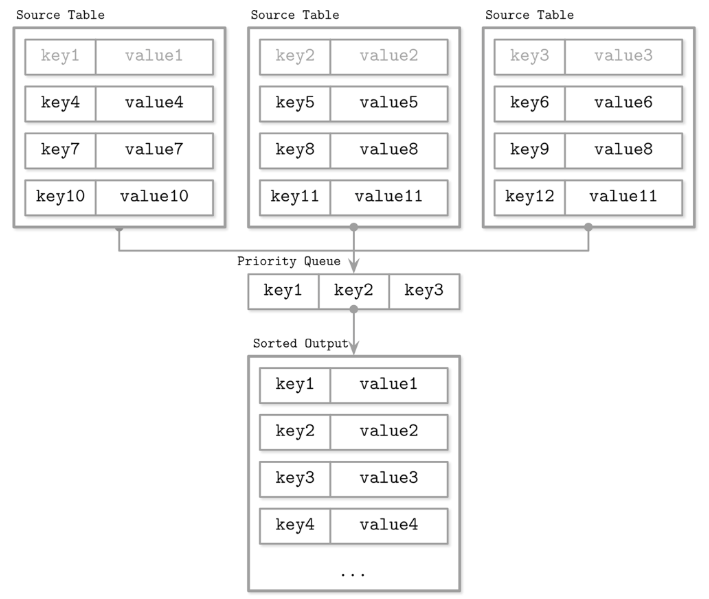 Source Table Source Table Source Table
key1 value1 key2 value2 key3 value3
key4 value4 key5 value5 key6 value6
key7 value7 key8 value8 key9 value8
key10 value10 key11 value11 key12 value11
Priority Queue
key1 key2 key3
Sorted Output
key1 value1
key2 value2
key3 value3
key4 value4
...